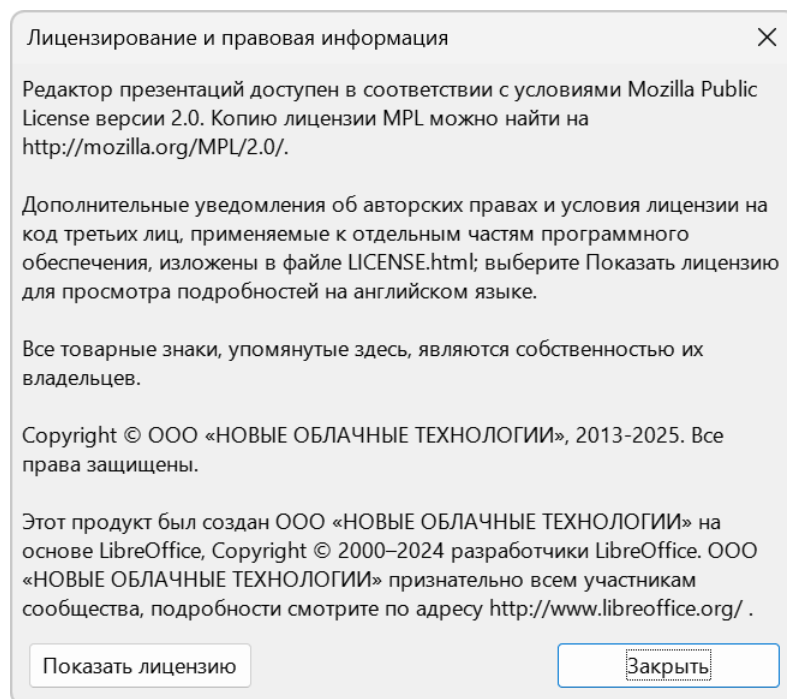 Лицензирование и правовая информация
Редактор презентаций доступен в соответствии с условиями Mozilla Public
License версии 2.0. Копию лицензии MPL можно найти на
http://mozilla.org/MPL/2.0/.
Дополнительные уведомления об авторских правах и условия лицензии на
код третьих лиц, применяемые к отдельным частям программного
обеспечения, изложены в файле LICENSE.html; выберите Показать лицензию
для просмотра подробностей на английском языке.
Все товарные знаки, упомянутые здесь, являются собственностью их
владельцев.
Copyright © ООО «НОВЫЕ ОБЛАЧНЫЕ ТЕХНОЛОГИИ», 2013-2025. Все
права защищены.
Этот продукт был создан ООО «НОВЫЕ ОБЛАЧНЫЕ ТЕХНОЛОГИИ» на
основе LibreOffice, Copyright © 2000–2024 разработчики LibreOffice. ООО
«НОВЫЕ ОБЛАЧНЫЕ ТЕХНОЛОГИИ» признательно всем участникам
сообщества, подробности смотрите по адресу http://www.libreoffice.org/ .
Показать лицензию
Закрыть